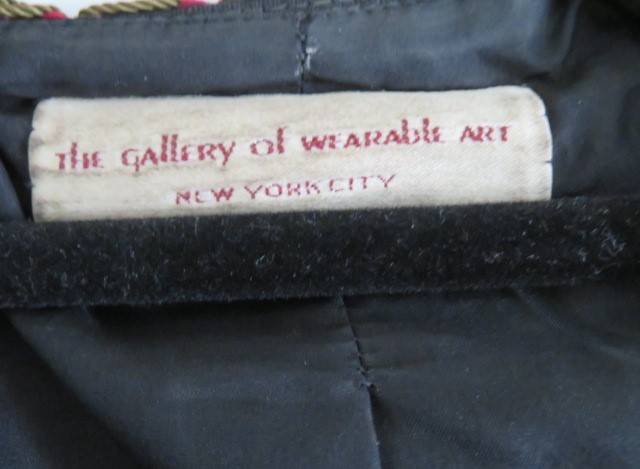 THE GALLERY of WEARABLE ART
NEW YORK CITY